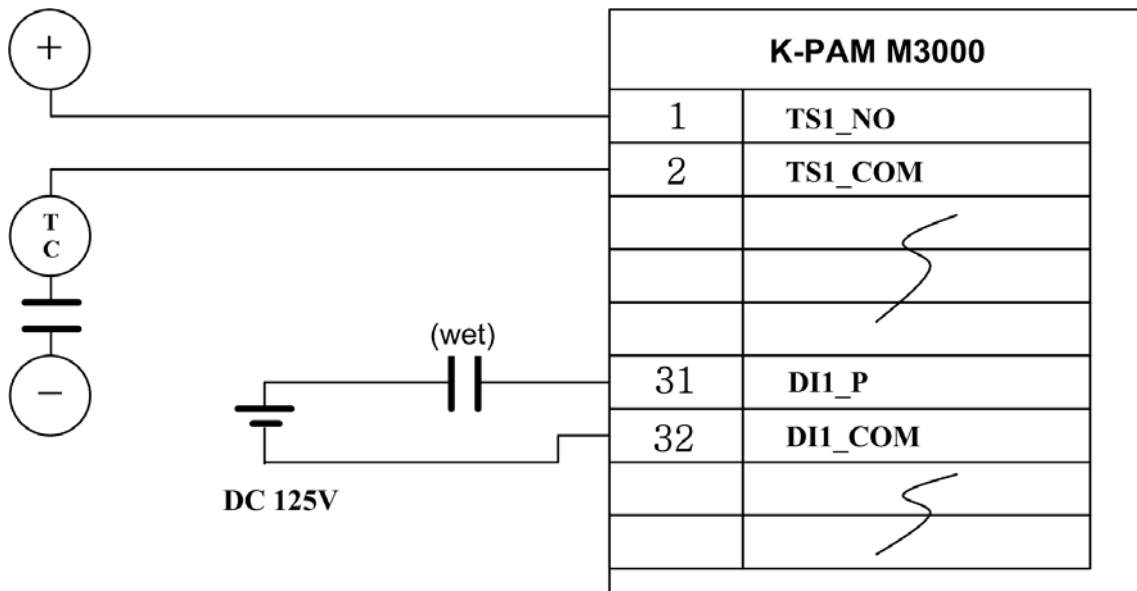 +
K-PAM M3000
1 TS1_NO
2 TS1_COM
T
C
(wet)
31 DI1_P
−
32 DI1_COM
DC 125V